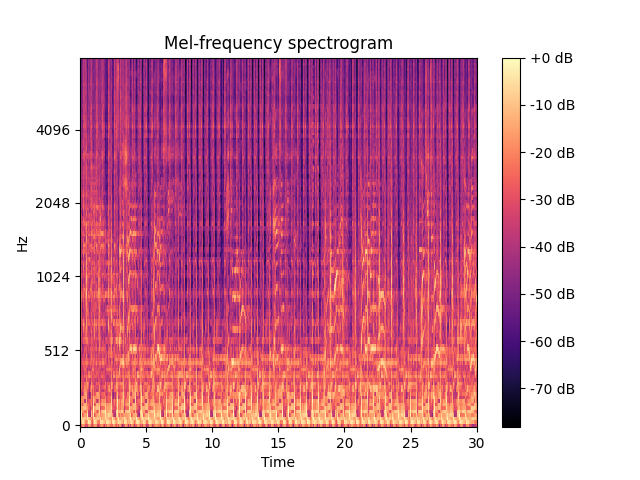 Mel-frequency spectrogram
+0 dB
-10 dB
-20 dB
-30 dB
-40 dB
-50 dB
-60 dB
-70 dB
Hz
4096
2048
1024
512
0
0 5 10 15 20 25 30
Time